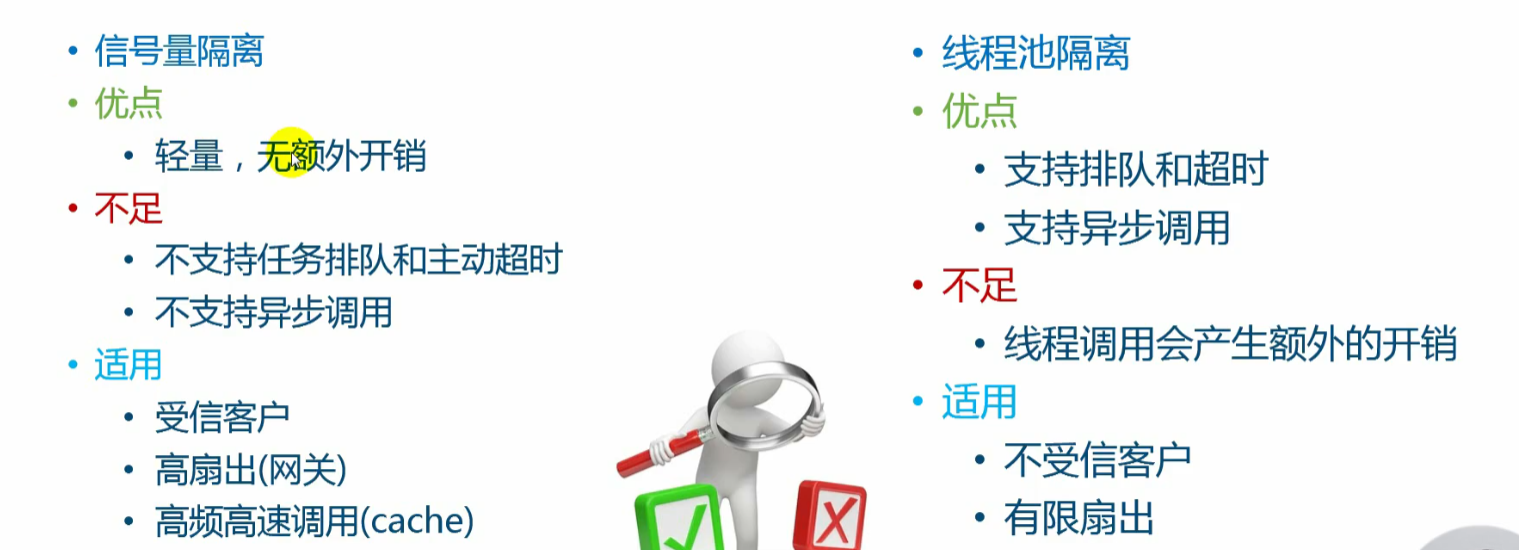 信号量隔离
优点
轻量，无额外开销
不足
不支持任务排队和主动超时
不支持异步调用
适用
受信客户
高扇出(网关)
高频高速调用(cache)
线程池隔离
优点
支持排队和超时
支持异步调用
不足
线程调用会产生额外的开销
适用
不受信客户
有限扇出